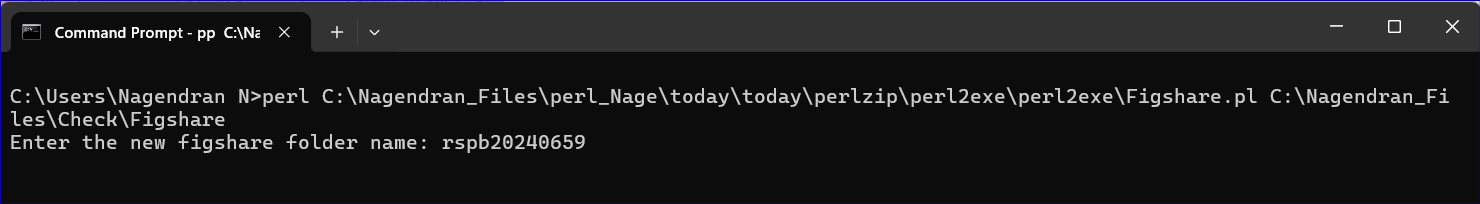 Command Prompt - pp C:\Na
C:\Users\Nagendran N>perl C:\Nagendran_Files\perl_Nage\today\today\perlzip\perl2exe\perl2exe\Figshare.pl C:\Nagendran_Fi
les\Check\Figshare
Enter the new figshare folder name: rspb20240659